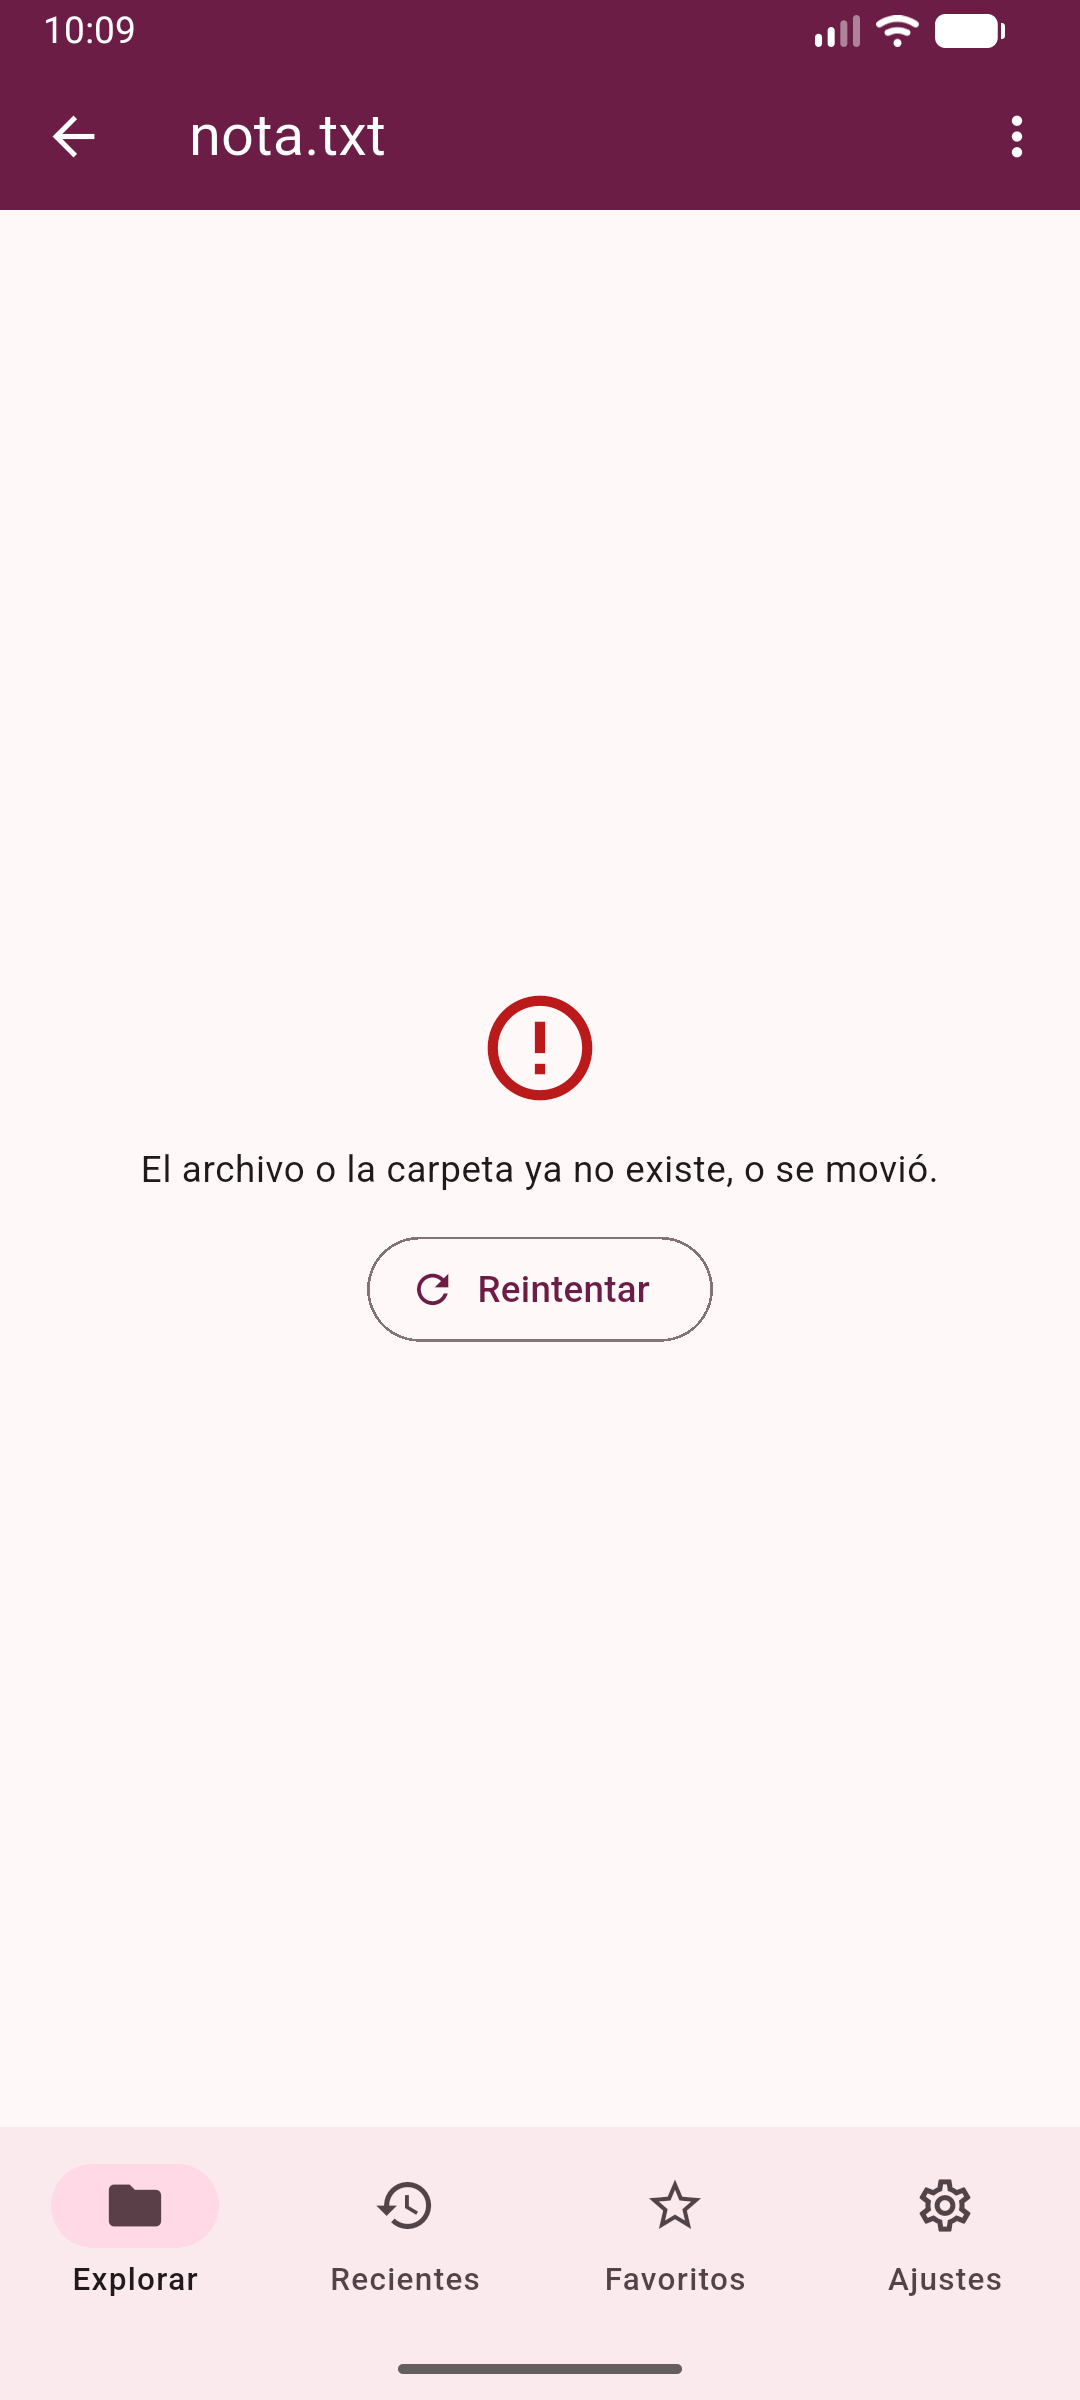 10:09
nota.txt
El archivo o la carpeta ya no existe, o se movió.
Reintentar
Explorar
Recientes
Favoritos
Ajustes